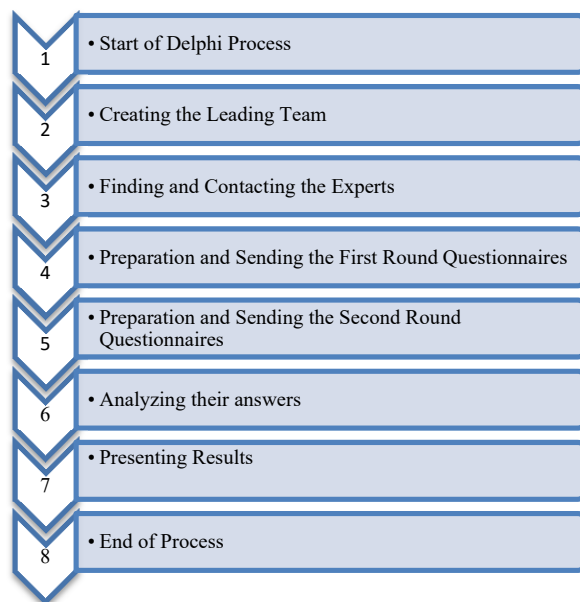 1
• Start of Delphi Process
2
• Creating the Leading Team
3
• Finding and Contacting the Experts
4
• Preparation and Sending the First Round Questionnaires
5
• Preparation and Sending the Second Round
Questionnaires
6
• Analyzing their answers
7
• Presenting Results
8
• End of Process